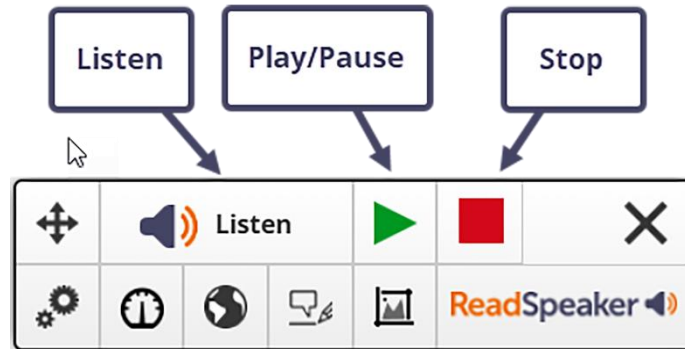 Listen
Play/Pause
Stop
Listen
ReadSpeaker